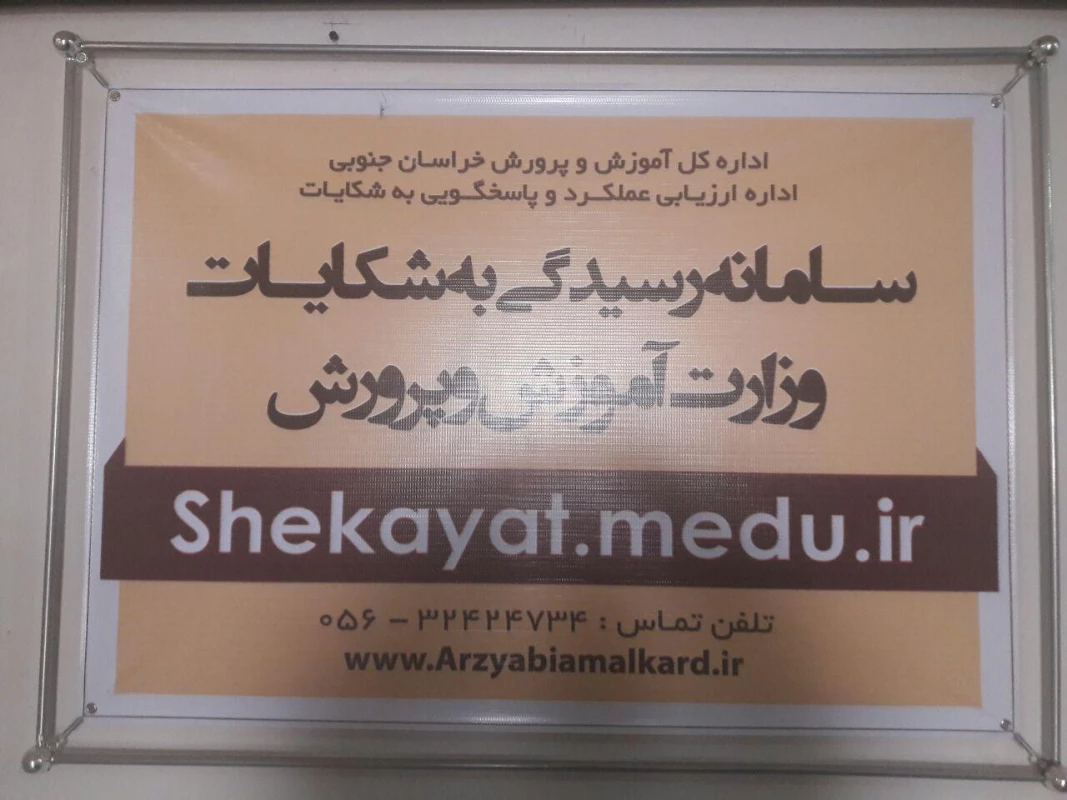 اداره کل آموزش و پرورش خراسان جنوبی
اداره ارزیابی عملکرد و پاسخگویی به شکایات
سامانه رسیدگی به شکایات
وزارت آموزش و پرورش
Shekayat.medu.ir
تلفن تماس : ۳۲۴۲۴۷۳۴ - ۰۵۶
www.Arzyabiamalkard.ir